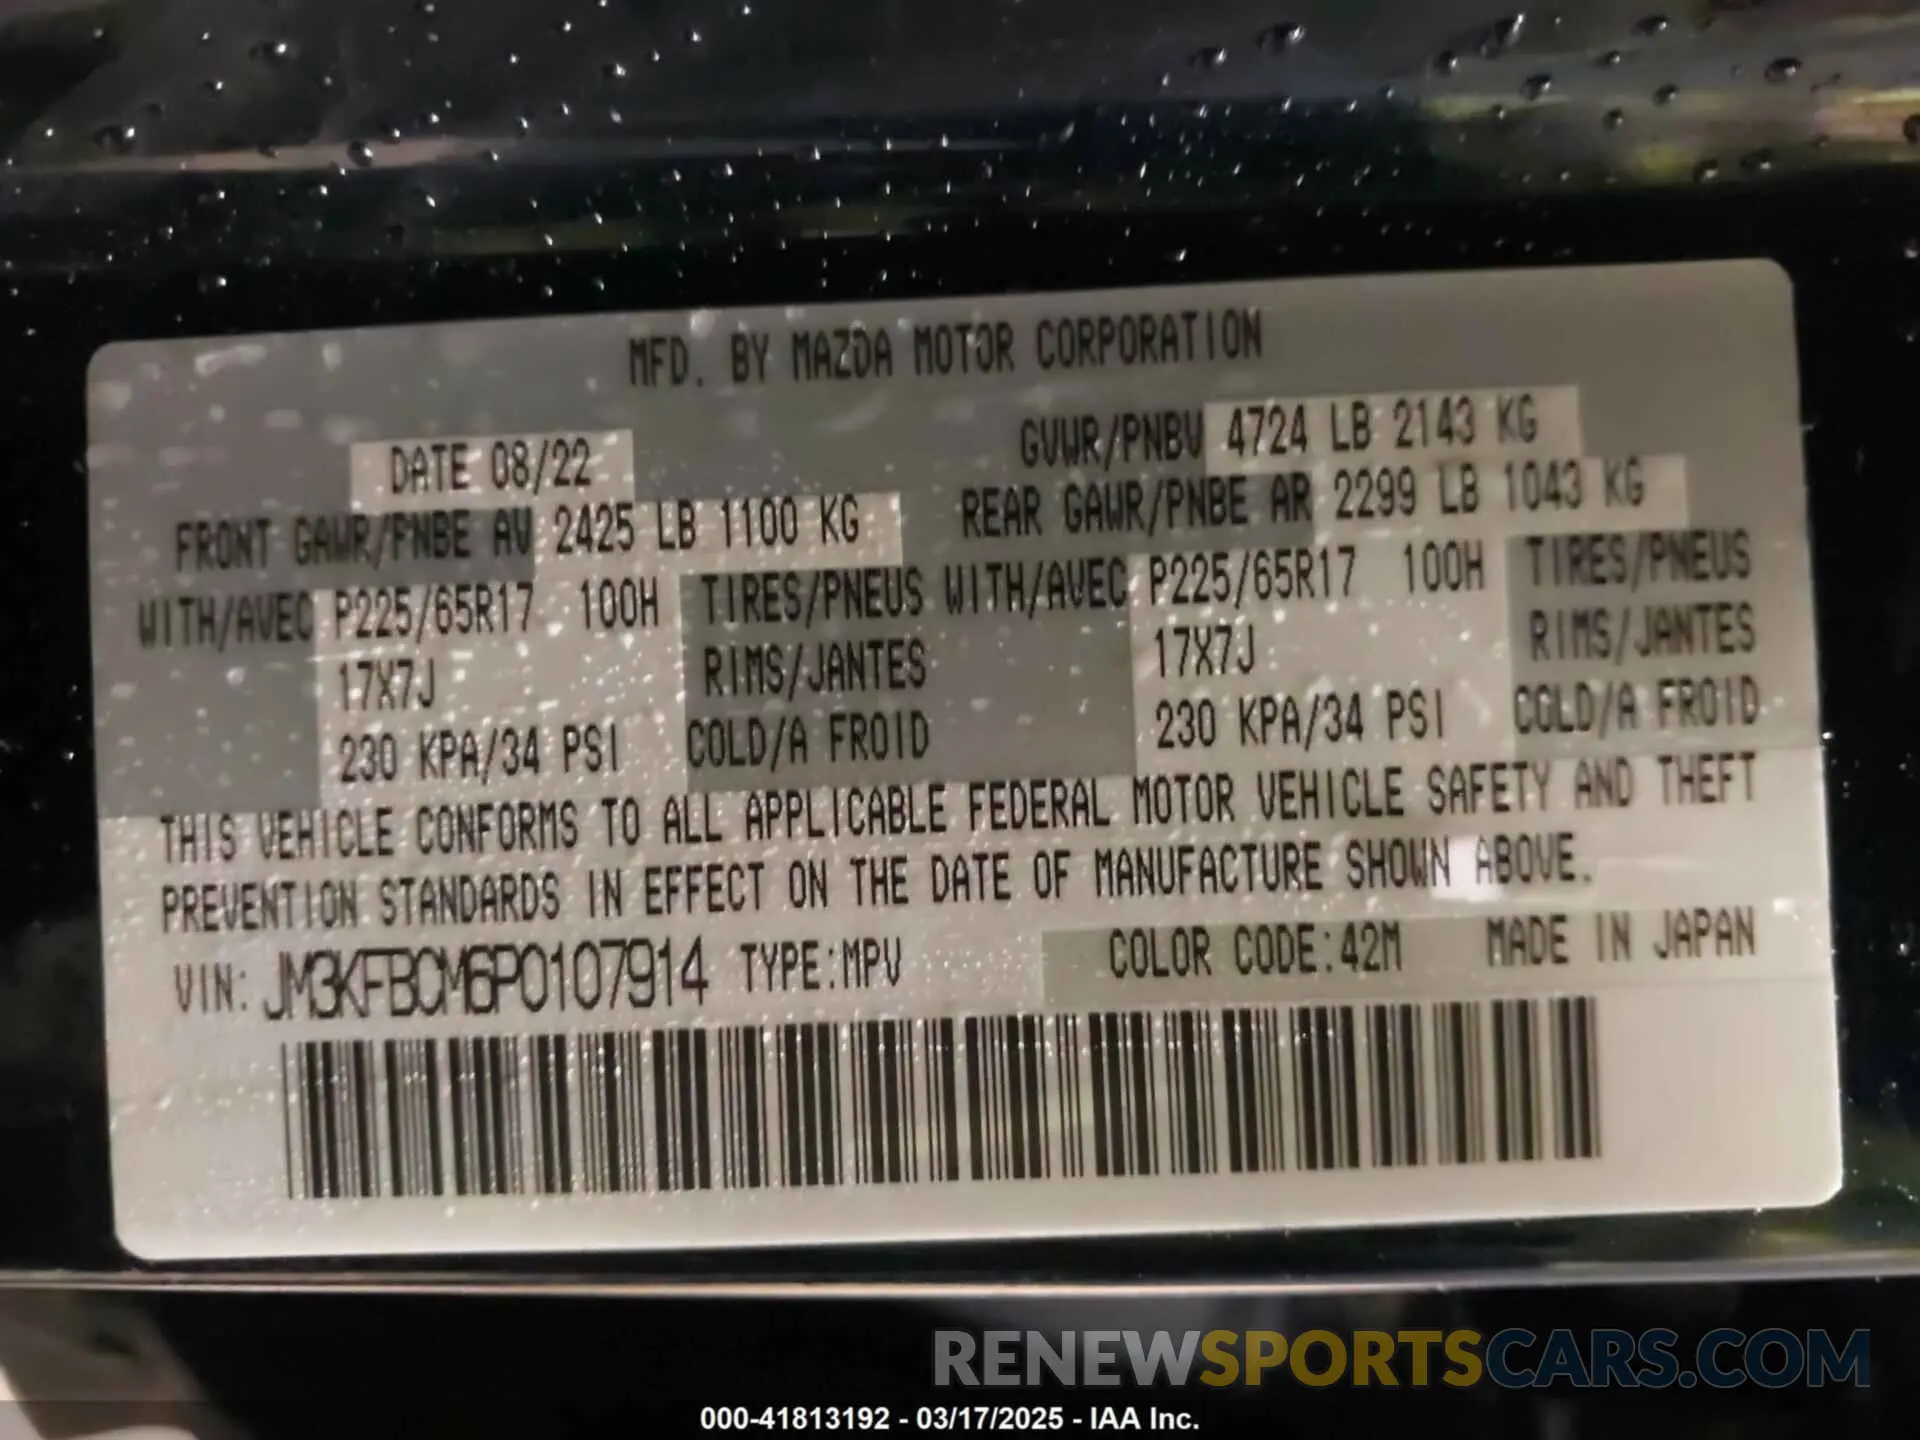 MFD. BY MAZDA MOTOR CORPORATION
DATE 08/22 GVWR/PNBV 4724 LB 2143 KG
FRONT GAWR/PNBE AV 2425 LB 1100 KG REAR GAWR/PNBE AR 2299 LB 1043 KG
WITH/AVEC P225/65R17 100H TIRES/PNEUS WITH/AVEC P225/65R17 100H TIRES/PNEUS
17X7J RIMS/JANTES 17X7J RIMS/JANTES
230 KPA/34 PSI COLD/A FROID 230 KPA/34 PSI COLD/A FROID
THIS VEHICLE CONFORMS TO ALL APPLICABLE FEDERAL MOTOR VEHICLE SAFETY AND THEFT
PREVENTION STANDARDS IN EFFECT ON THE DATE OF MANUFACTURE SHOWN ABOVE.
VIN: JM3KFBCM6P0107914 TYPE:MPV COLOR CODE:42M MADE IN JAPAN
RENEWSPORTSCARS.COM
000-41813192 - 03/17/2025 - IAA Inc.